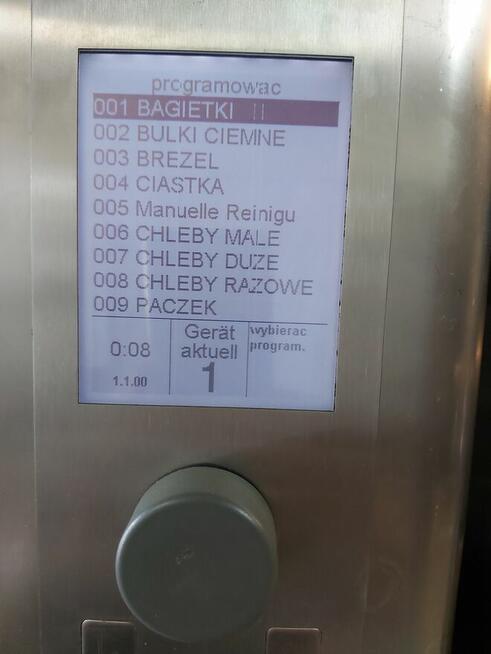 programowac
001 BAGIETKI II
002 BULKI CIEMNE
003 BREZEL
004 CIASTKA
005 Manuelle Reinigu
006 CHLEBY MALE
007 CHLEBY DUZE
008 CHLEBY RAZOWE
009 PACZEK
0:08
1.1.00
Gerät
aktuell
1
wybierac
program.